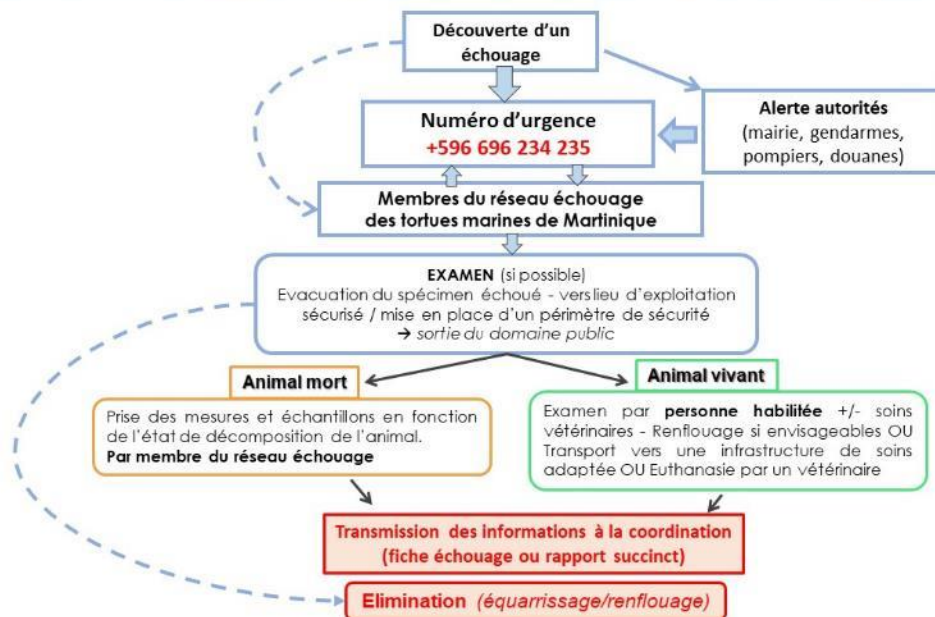 Découverte d'un
échouage
Alerte autorités
(mairie, gendarmes,
pompiers, douanes)
Numéro d'urgence
+596 696 234 235
Membres du réseau échouage
des tortues marines de Martinique
EXAMEN (si possible)
Evacuation du spécimen échoué - vers lieu d'exploitation
sécurisé / mise en place d'un périmètre de sécurité
→ sortie du domaine public
Animal mort
Prise des mesures et échantillons en fonction
de l'état de décomposition de l'animal.
Par membre du réseau échouage
Animal vivant
Examen par personne habilitée +/- soins
vétérinaires - Renflouage si envisageables OU
Transport vers une infrastructure de soins
adaptée OU Euthanasie par un vétérinaire
Transmission des informations à la coordination
(fiche échouage ou rapport succinct)
Elimination (équarrissage/renflouage)